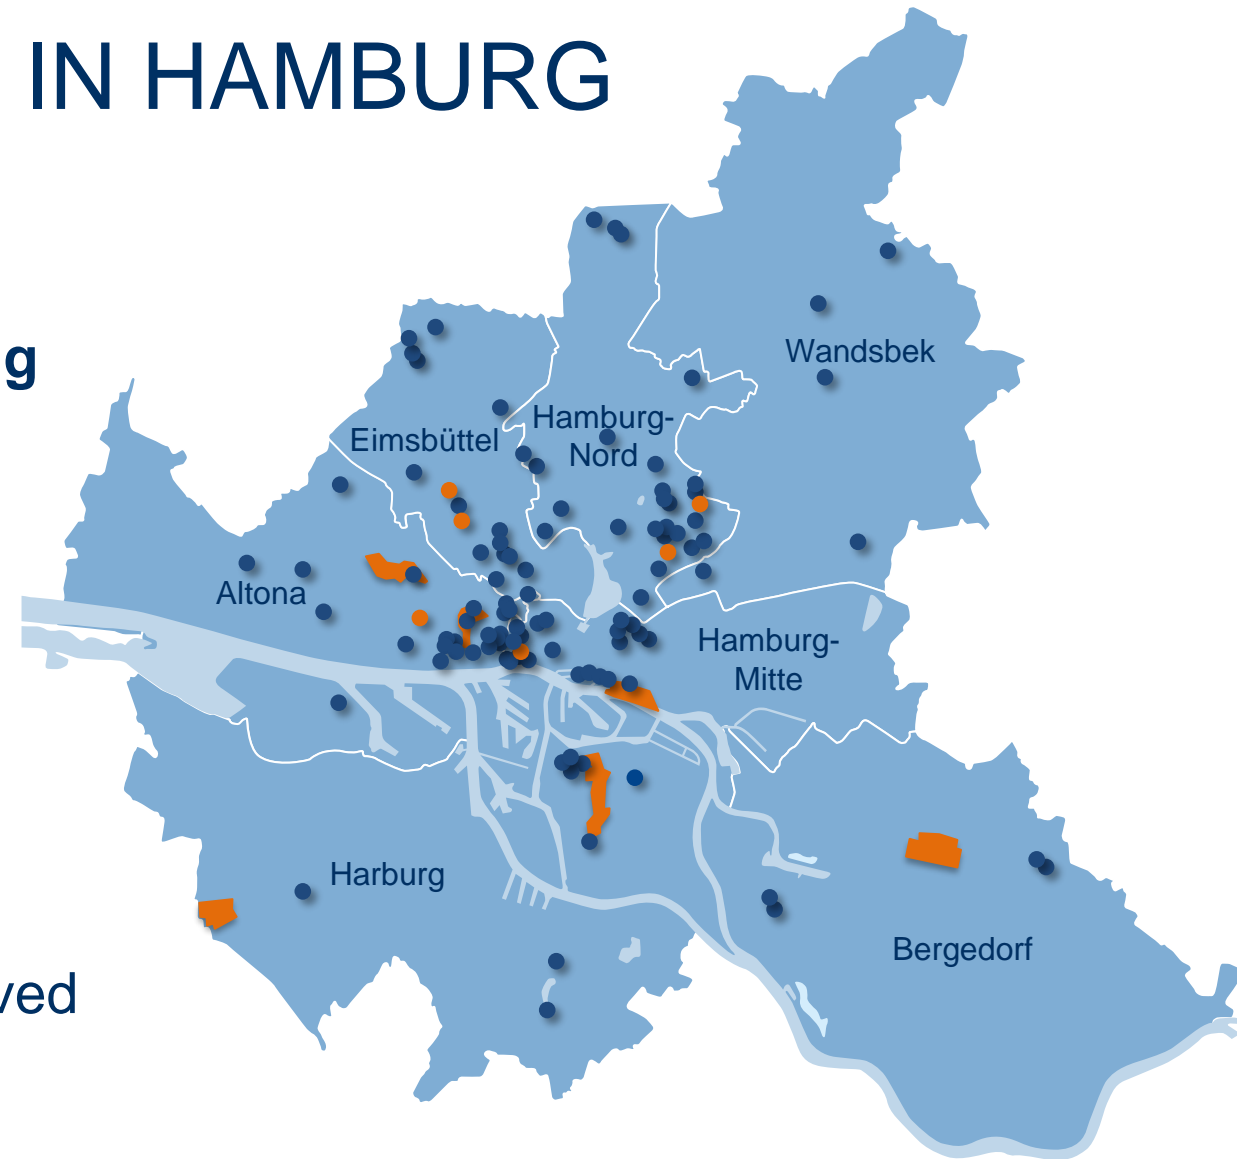 IN HAMBURG
g
Wandsbek
Hamburg-
Nord
Eimsbüttel
Altona
Hamburg-
Mitte
Harburg
Bergedorf
ved